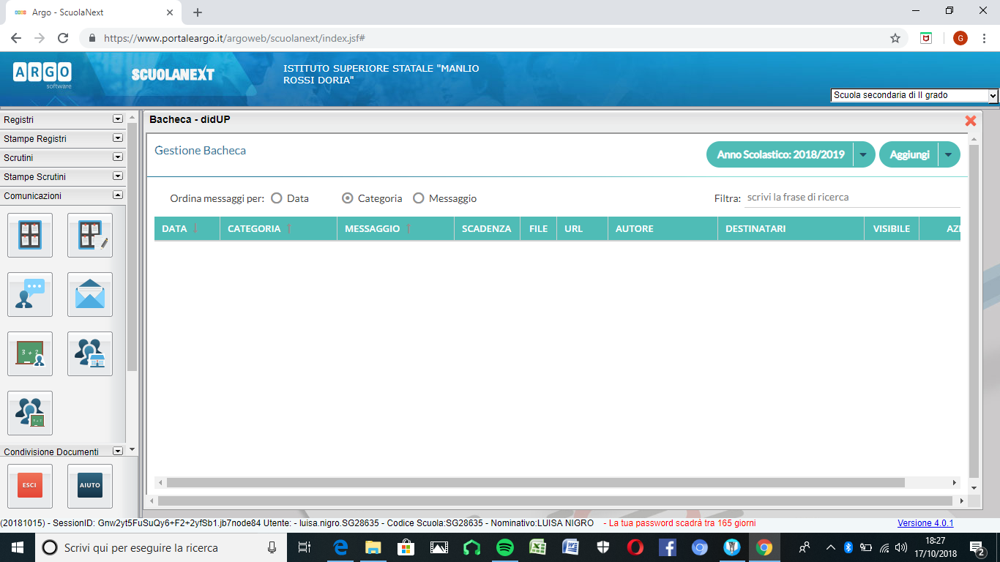 Argo - ScuolaNext
https://www.portaleargo.it/argoweb/scuolanext/index.jsf#
G
ARGO
software
SCUOLANEXT
ISTITUTO SUPERIORE STATALE "MANLIO
ROSSI DORIA"
Scuola secondaria di II grado
Registri
Stampe Registri
Scrutini
Stampe Scrutini
Comunicazioni
3 + 2
Condivisione Documenti
ESCI
AIUTO
Bacheca - didUP
Gestione Bacheca
Anno Scolastico: 2018/2019
Aggiungi
Ordina messaggi per: Data Categoria Messaggio
Filtra: scrivi la frase di ricerca
DATA CATEGORIA MESSAGGIO SCADENZA FILE URL AUTORE DESTINATARI VISIBILE AZI
(20181015) - SessionID: Gnw2yt5FuSuQy6+F2+2yfSb1.jb7node84 Utente: - luisa.nigro.SG28635 - Codice Scuola:SG28635 - Nominativo:LUISA NIGRO - La tua password scadrà tra 165 giorni Versione 4.0.1
Scrivi qui per eseguire la ricerca
18:27
17/10/2018
2